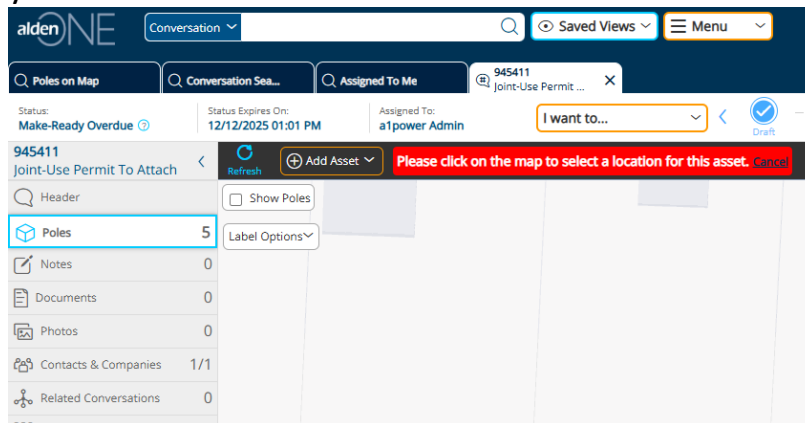 alden ONE
Conversation
Saved Views
Menu
Poles on Map
Conversation Sea...
Assigned To Me
945411
Joint-Use Permit ...
Status:
Make-Ready Overdue
Status Expires On:
12/12/2025 01:01 PM
Assigned To:
a1power Admin
I want to...
Draft
945411
Joint-Use Permit To Attach
Refresh
Add Asset
Please click on the map to select a location for this asset. Cancel
Header
Poles 5
Notes 0
Documents 0
Photos 0
Contacts & Companies 1/1
Related Conversations 0
Show Poles
Label Options